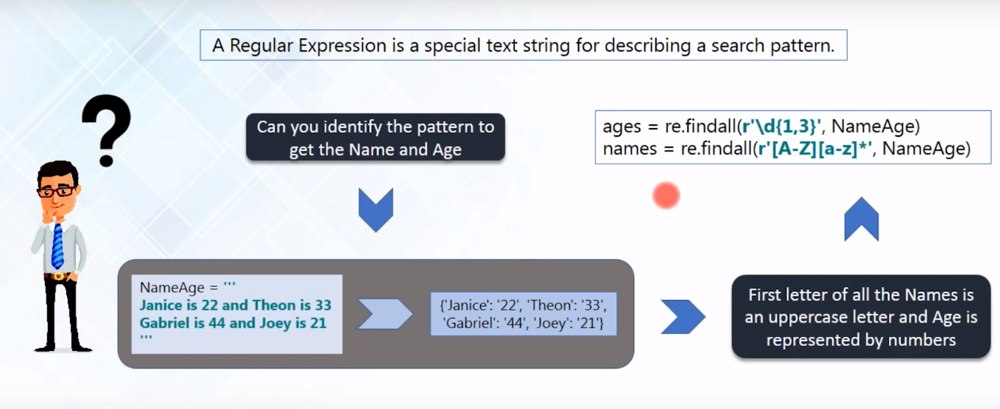 A Regular Expression is a special text string for describing a search pattern.
?
Can you identify the pattern to
get the Name and Age
ages = re.findall(r'\d{1,3}', NameAge)
names = re.findall(r'[A-Z][a-z]*', NameAge)
NameAge = '''
Janice is 22 and Theon is 33
Gabriel is 44 and Joey is 21
'''
{'Janice': '22', 'Theon': '33',
'Gabriel': '44', 'Joey': '21'}
First letter of all the Names is
an uppercase letter and Age is
represented by numbers